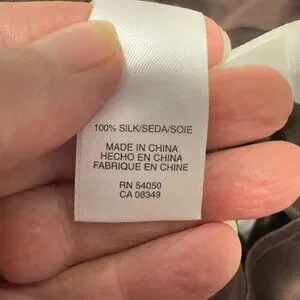 100% SILK/SEDA/SOIE
MADE IN CHINA
HECHO EN CHINA
FABRIQUE EN CHINE
RN 54050
CA 08349